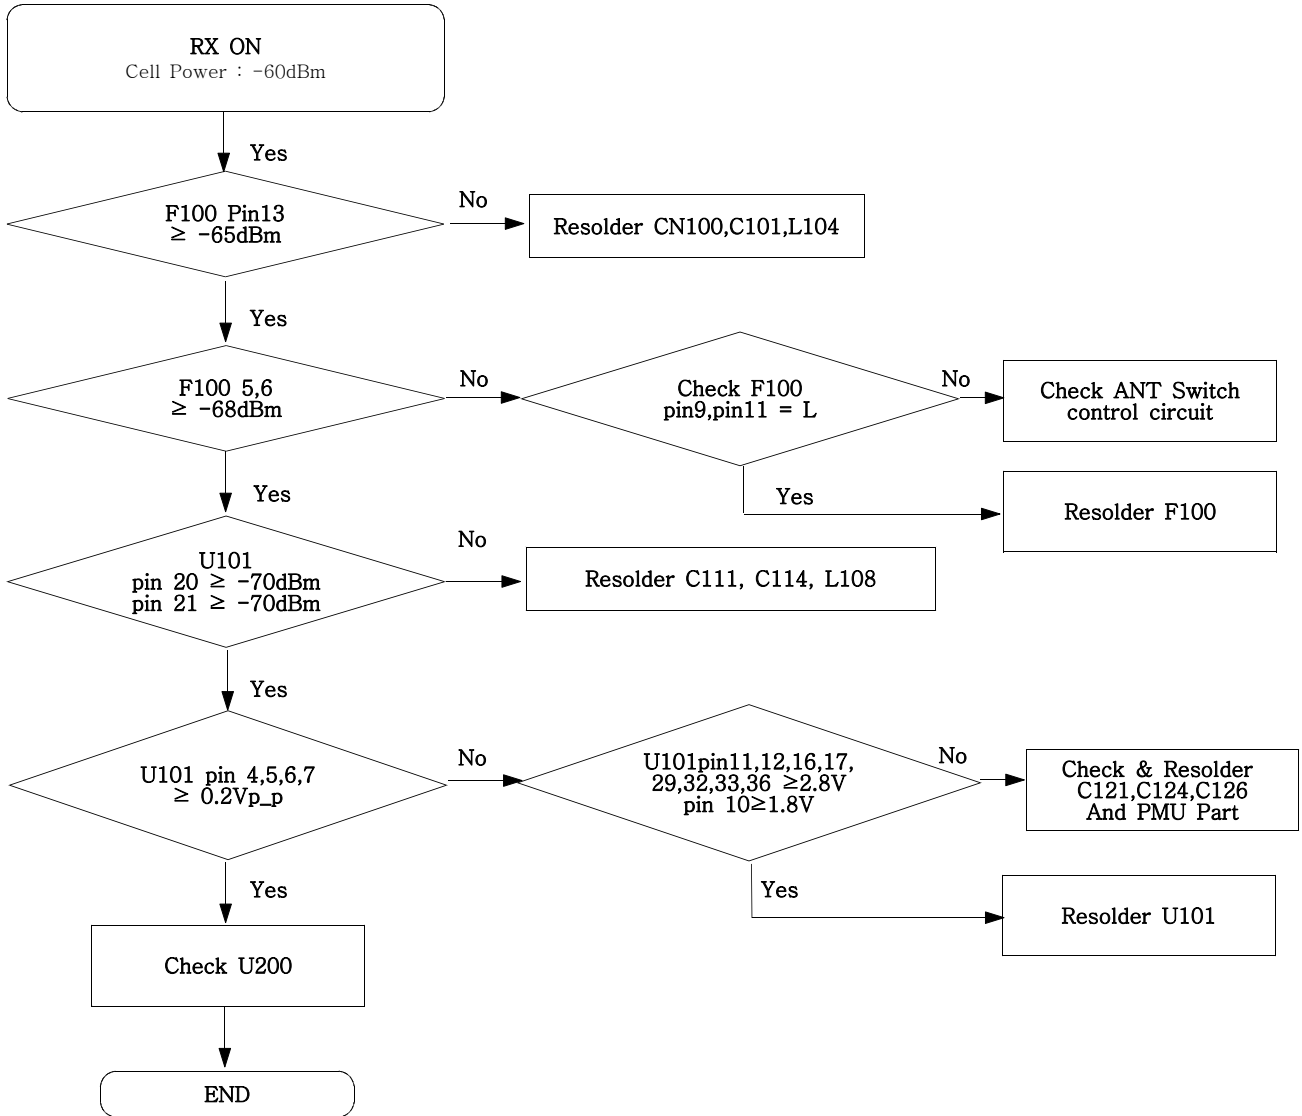 RX ON
Cell Power : -60dBm
Yes
F100 Pin13
≥ -65dBm
No
Resolder CN100,C101,L104
Yes
F100 5,6
≥ -68dBm
No
Check F100
pin9,pin11 = L
No
Check ANT Switch
control circuit
Yes
Resolder F100
Yes
U101
pin 20 ≥ -70dBm
pin 21 ≥ -70dBm
No
Resolder C111, C114, L108
Yes
U101 pin 4,5,6,7
≥ 0.2Vp_p
No
U101pin11,12,16,17,
29,32,33,36 ≥2.8V
pin 10≥1.8V
No
Check & Resolder
C121,C124,C126
And PMU Part
Yes
Resolder U101
Yes
Check U200
END